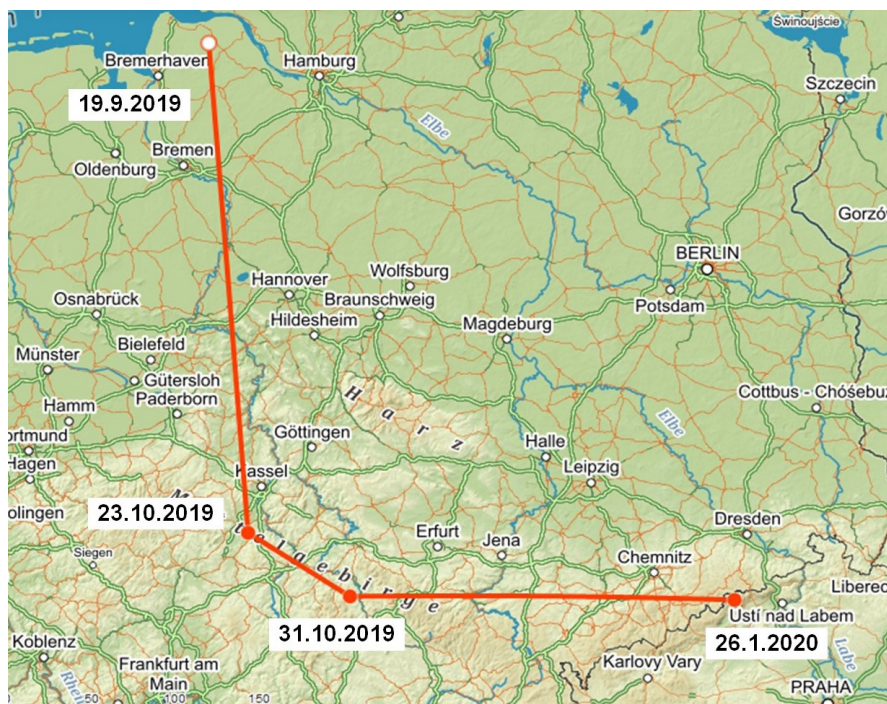 Świnoujście
Bremerhaven
Hamburg
19.9.2019
Szczecin
Elbe
Bremen
Oldenburg
Gorzó
BERLIN
Wolfsburg
Hannover
Braunschweig
Osnabrück
Potsdam
Hildesheim
Magdeburg
Bielefeld
Münster
Gütersloh
Paderborn
Harz
Cottbus - Chóśebuz
Hamm
Elbe
ortmund
Göttingen
Halle
Hagen
Leipzig
Kassel
olingen
23.10.2019
Dresden
Siegen
Erfurt
Jena
Chemnitz
Liberec
Ustí nad Labem
31.10.2019
26.1.2020
Koblenz
Labe
Frankfurt am
Main
Karlovy Vary
PRAHA
Rhein
50
100
150